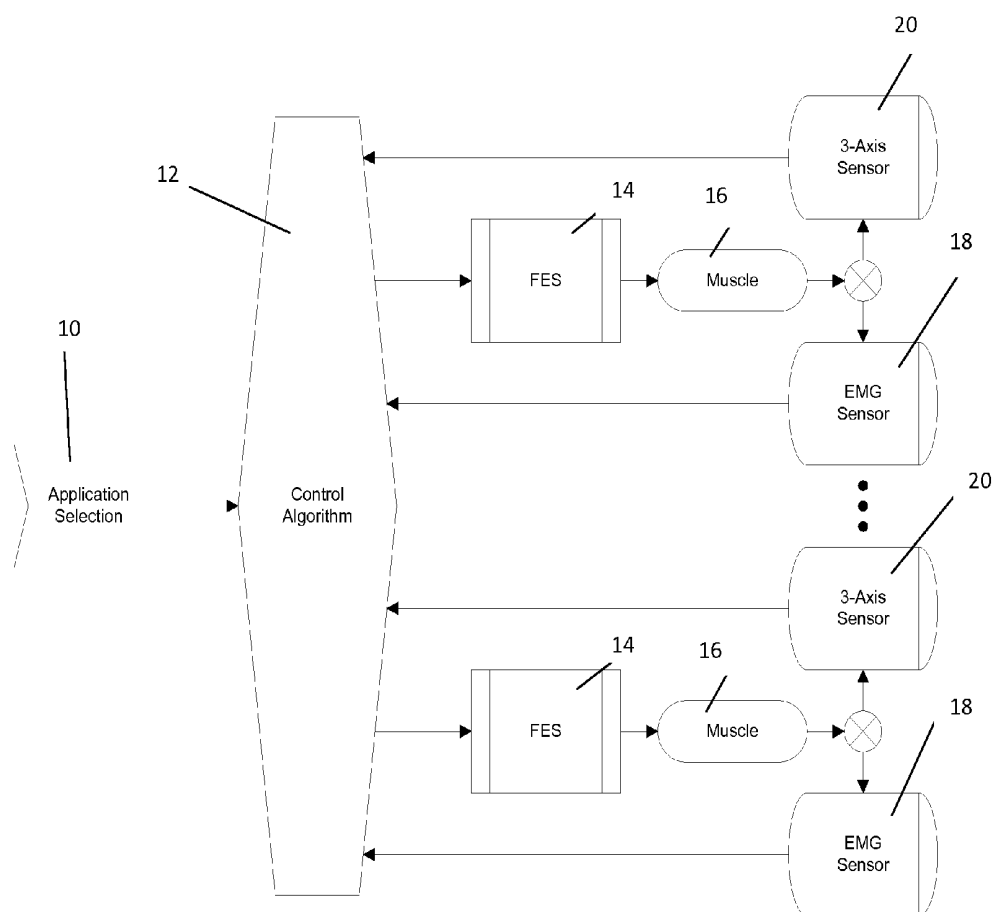 20
3-Axis
Sensor
12
14
16
FES
Muscle
18
10
EMG
Sensor
Application
Selection
Control
Algorithm
20
3-Axis
Sensor
14
16
18
FES
Muscle
EMG
Sensor